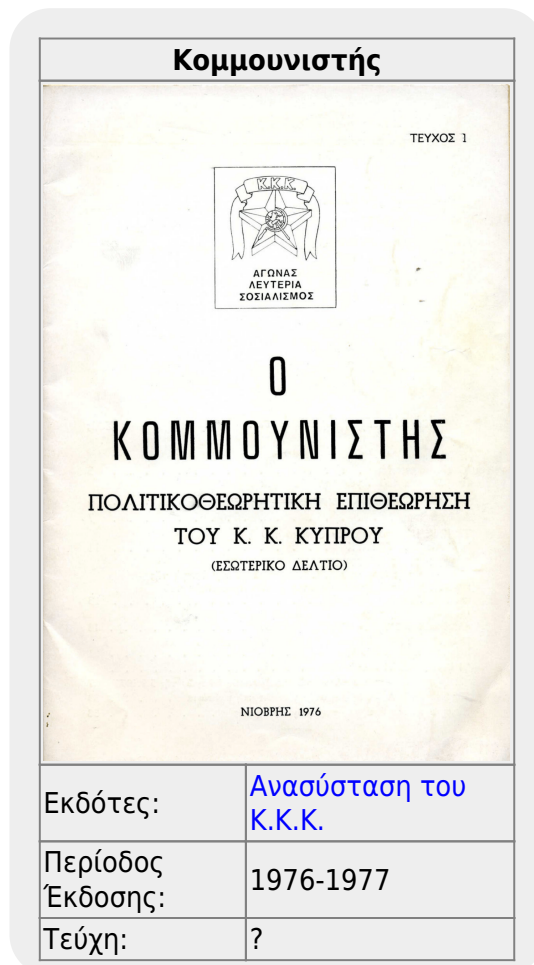 Κομμουνιστής
ΤΕΥΧΟΣ 1
Κ.Κ.Κ.
ΑΓΩΝΑΣ
ΛΕΥΤΕΡΙΑ
ΣΟΣΙΑΛΙΣΜΟΣ
Ο
ΚΟΜΜΟΥΝΙΣΤΗΣ
ΠΟΛΙΤΙΚΟΘΕΩΡΗΤΙΚΗ ΕΠΙΘΕΩΡΗΣΗ
ΤΟΥ Κ. Κ. ΚΥΠΡΟΥ
(ΕΣΩΤΕΡΙΚΟ ΔΕΛΤΙΟ)
ΝΙΟΒΡΗΣ 1976
Εκδότες: Ανασύσταση του
Κ.Κ.Κ.
Περίοδος
Έκδοσης: 1976-1977
Τεύχη: ?